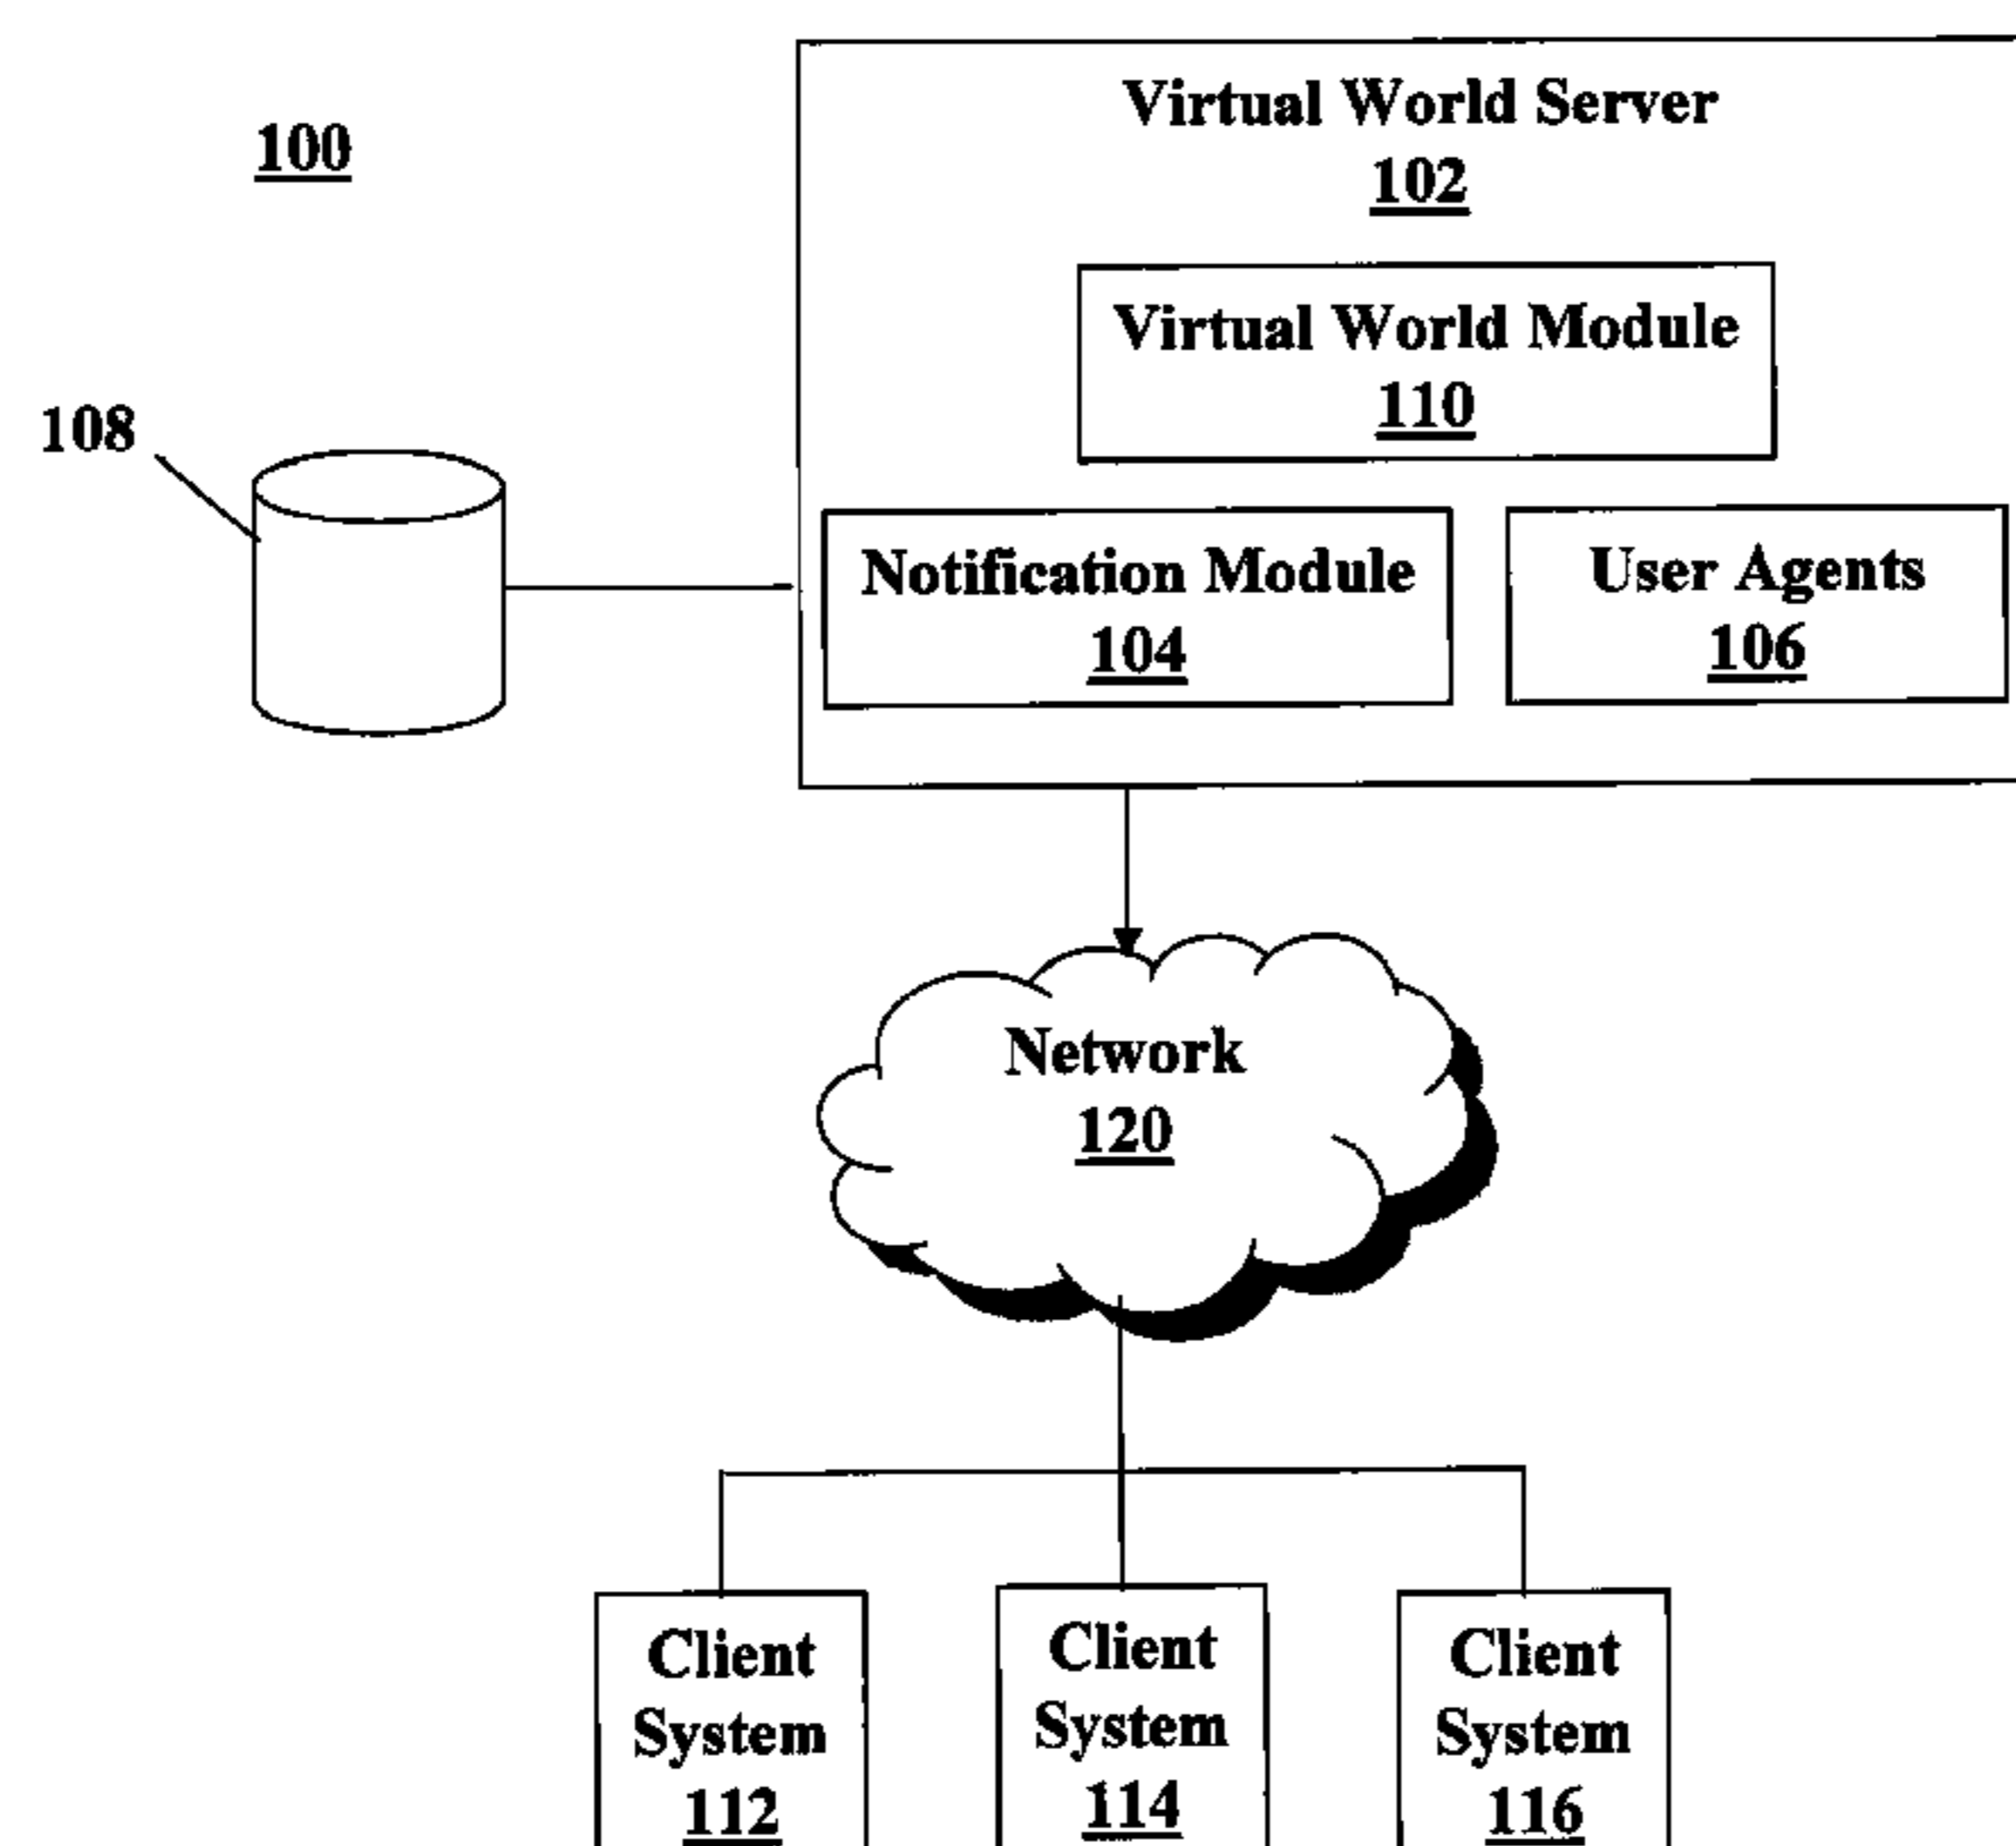 100
Virtual World Server
102
Virtual World Module
110
108
Notification Module
104
User Agents
106
Network
120
Client
System
112
Client
System
114
Client
System
116